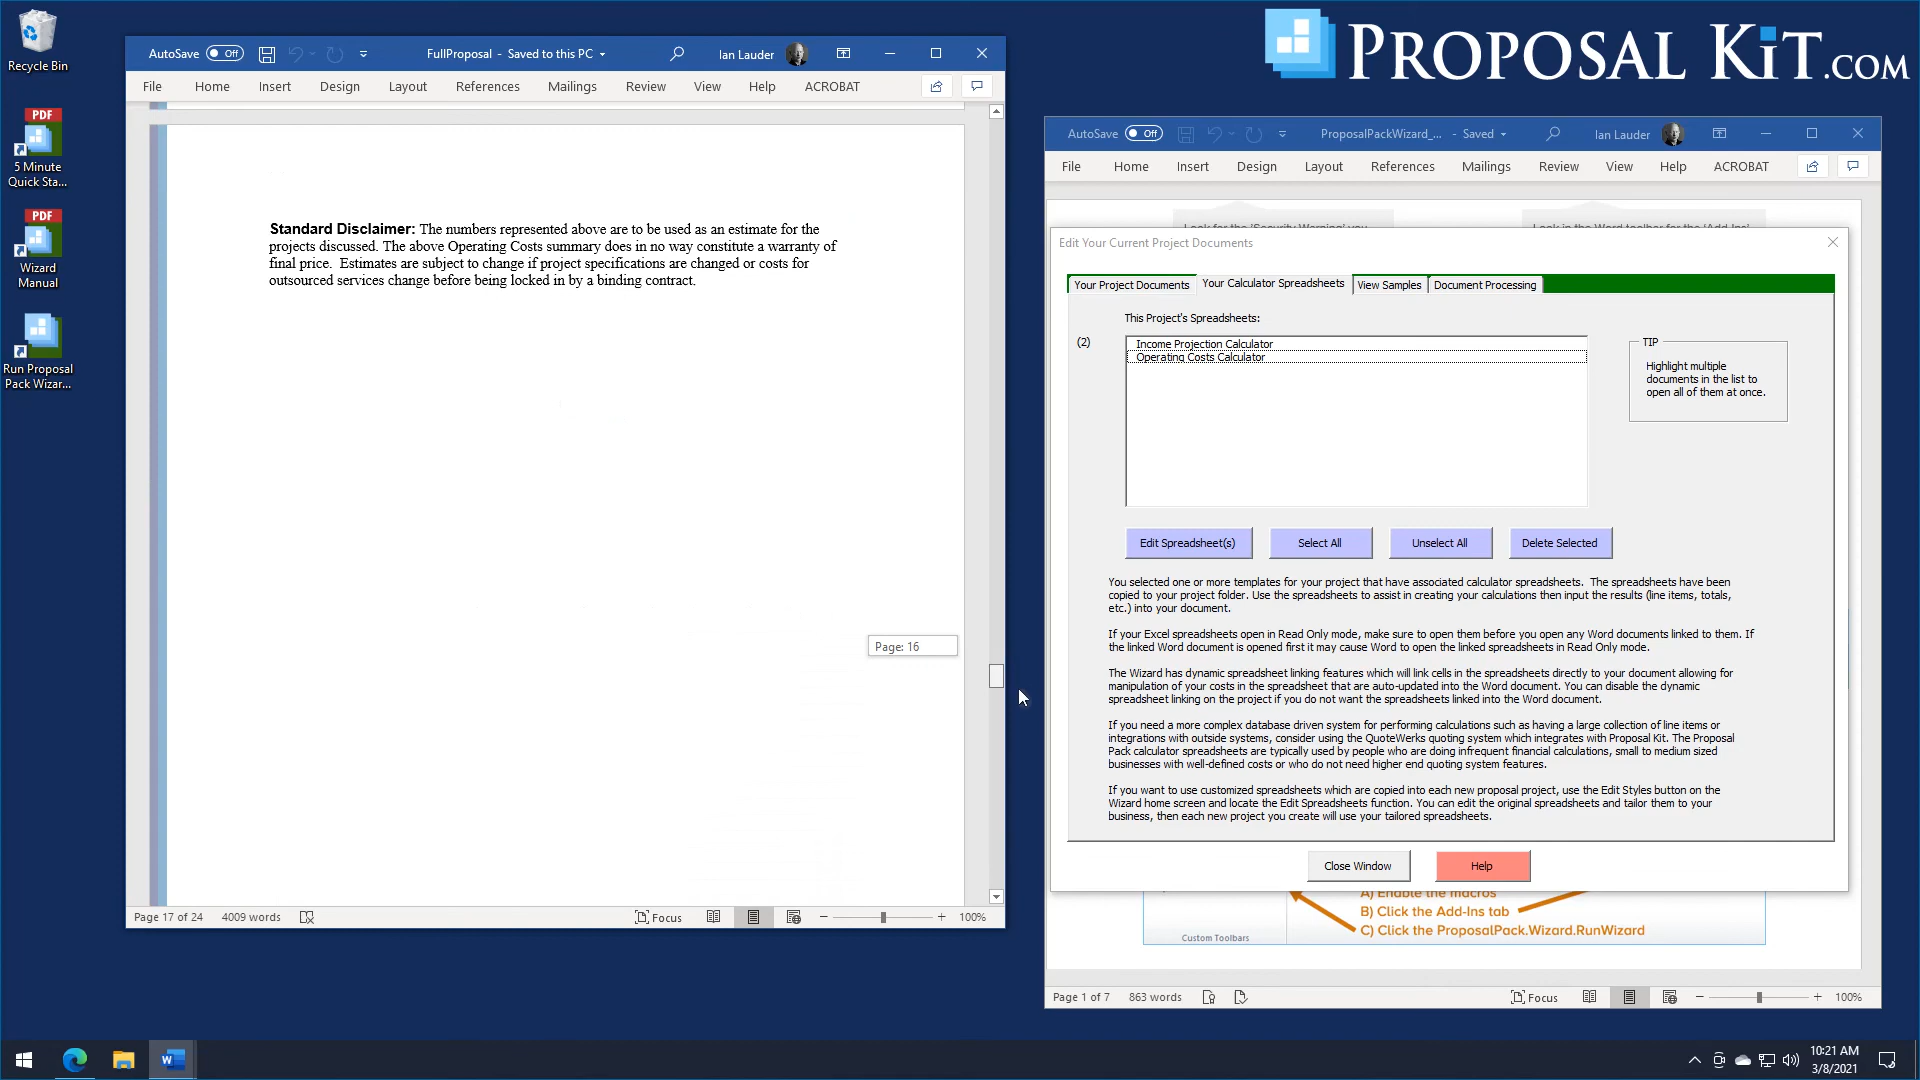 Recycle Bin
PDF
5 Minute
Quick Sta...
PDF
Wizard
Manual
Run Proposal
Pack Wizar...
AutoSave Off FullProposal - Saved to this PC Ian Lauder
File Home Insert Design Layout References Mailings Review View Help ACROBAT
Standard Disclaimer: The numbers represented above are to be used as an estimate for the
projects discussed. The above Operating Costs summary does in no way constitute a warranty of
final price.  Estimates are subject to change if project specifications are changed or costs for
outsourced services change before being locked in by a binding contract.
Page: 16
Page 17 of 24 4009 words Focus 100%
PROPOSAL KIT.COM
AutoSave Off ProposalPackWizard_... - Saved Ian Lauder
File Home Insert Design Layout References Mailings Review View Help ACROBAT
Edit Your Current Project Documents
Your Project Documents Your Calculator Spreadsheets View Samples Document Processing
This Project's Spreadsheets:
(2)
Income Projection Calculator
Operating Costs Calculator
TIP
Highlight multiple
documents in the list to
open all of them at once.
Edit Spreadsheet(s) Select All Unselect All Delete Selected
You selected one or more templates for your project that have associated calculator spreadsheets.  The spreadsheets have been
copied to your project folder. Use the spreadsheets to assist in creating your calculations then input the results (line items, totals,
etc.) into your document.
If your Excel spreadsheets open in Read Only mode, make sure to open them before you open any Word documents linked to them. If
the linked Word document is opened first it may cause Word to open the linked spreadsheets in Read Only mode.
The Wizard has dynamic spreadsheet linking features which will link cells in the spreadsheets directly to your document allowing for
manipulation of your costs in the spreadsheet that are auto-updated into the Word document. You can disable the dynamic
spreadsheet linking on the project if you do not want the spreadsheets linked into the Word document.
If you need a more complex database driven system for performing calculations such as having a large collection of line items or
integrations with outside systems, consider using the QuoteWerks quoting system which integrates with Proposal Kit. The Proposal
Pack calculator spreadsheets are typically used by people who are doing infrequent financial calculations, small to medium sized
businesses with well-defined costs or who do not need higher end quoting system features.
If you want to use customized spreadsheets which are copied into each new proposal project, use the Edit Styles button on the
Wizard home screen and locate the Edit Spreadsheets function. You can edit the original spreadsheets and tailor them to your
business, then each new project you create will use your tailored spreadsheets.
Close Window Help
A) Enable the macros
B) Click the Add-Ins tab
C) Click the ProposalPack.Wizard.RunWizard
Custom Toolbars
Page 1 of 7 863 words Focus 100%
10:21 AM
3/8/2021